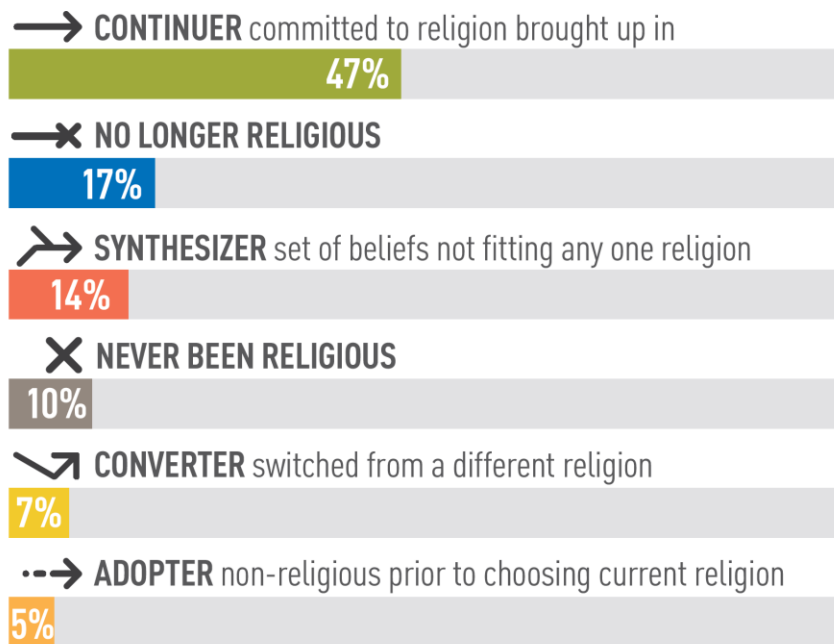 CONTINUER committed to religion brought up in
47%
NO LONGER RELIGIOUS
17%
SYNTHESIZER set of beliefs not fitting any one religion
14%
NEVER BEEN RELIGIOUS
10%
CONVERTER switched from a different religion
7%
ADOPTER non-religious prior to choosing current religion
5%